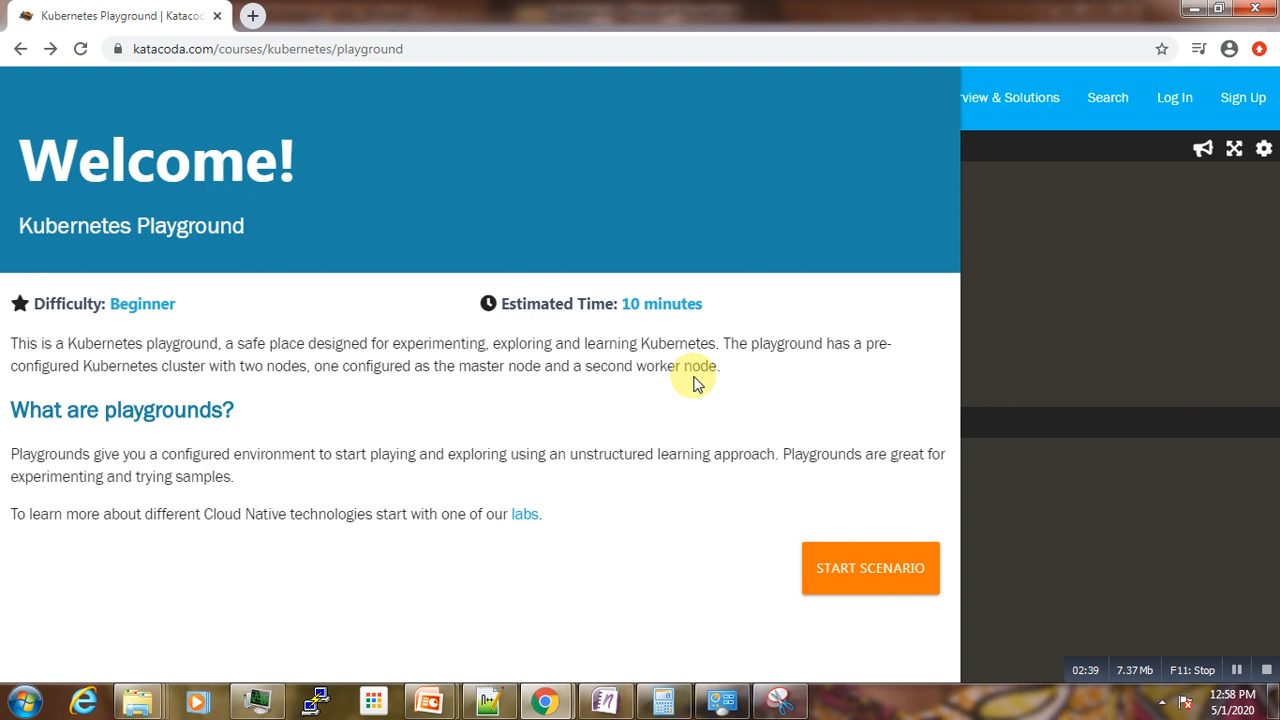 Kubernetes Playground | Katacod
katacoda.com/courses/kubernetes/playground
rview & Solutions
Search
Log In
Sign Up
Welcome!
Kubernetes Playground
Difficulty: Beginner
Estimated Time: 10 minutes
This is a Kubernetes playground, a safe place designed for experimenting, exploring and learning Kubernetes. The playground has a pre-
configured Kubernetes cluster with two nodes, one configured as the master node and a second worker node.
What are playgrounds?
Playgrounds give you a configured environment to start playing and exploring using an unstructured learning approach. Playgrounds are great for
experimenting and trying samples.
To learn more about different Cloud Native technologies start with one of our labs.
START SCENARIO
02:39
7.37 Mb
F11: Stop
12:58 PM
5/1/2020